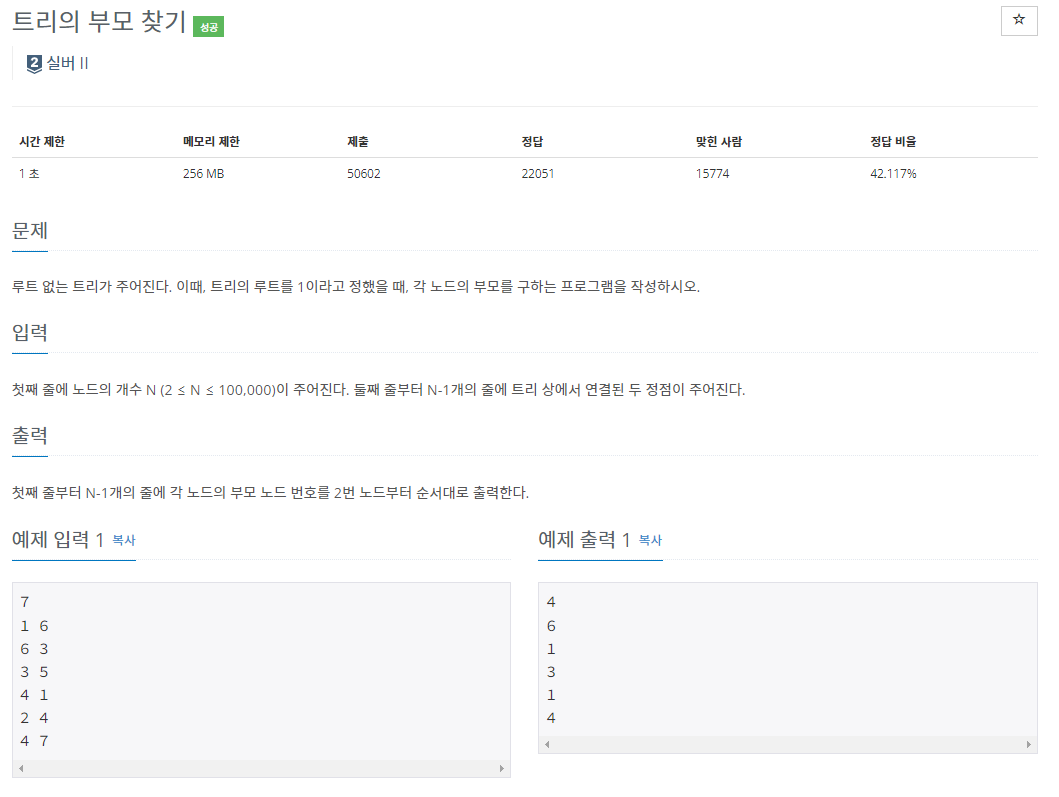 트리의 부모 찾기 성공
☆
2 실버 II
시간 제한 메모리 제한 제출 정답 맞힌 사람 정답 비율
1 초 256 MB 50602 22051 15774 42.117%
문제
루트 없는 트리가 주어진다. 이때, 트리의 루트를 1이라고 정했을 때, 각 노드의 부모를 구하는 프로그램을 작성하시오.
입력
첫째 줄에 노드의 개수 N (2 ≤ N ≤ 100,000)이 주어진다. 둘째 줄부터 N-1개의 줄에 트리 상에서 연결된 두 정점이 주어진다.
출력
첫째 줄부터 N-1개의 줄에 각 노드의 부모 노드 번호를 2번 노드부터 순서대로 출력한다.
예제 입력 1 복사
7
1 6
6 3
3 5
4 1
2 4
4 7
예제 출력 1 복사
4
6
1
3
1
4